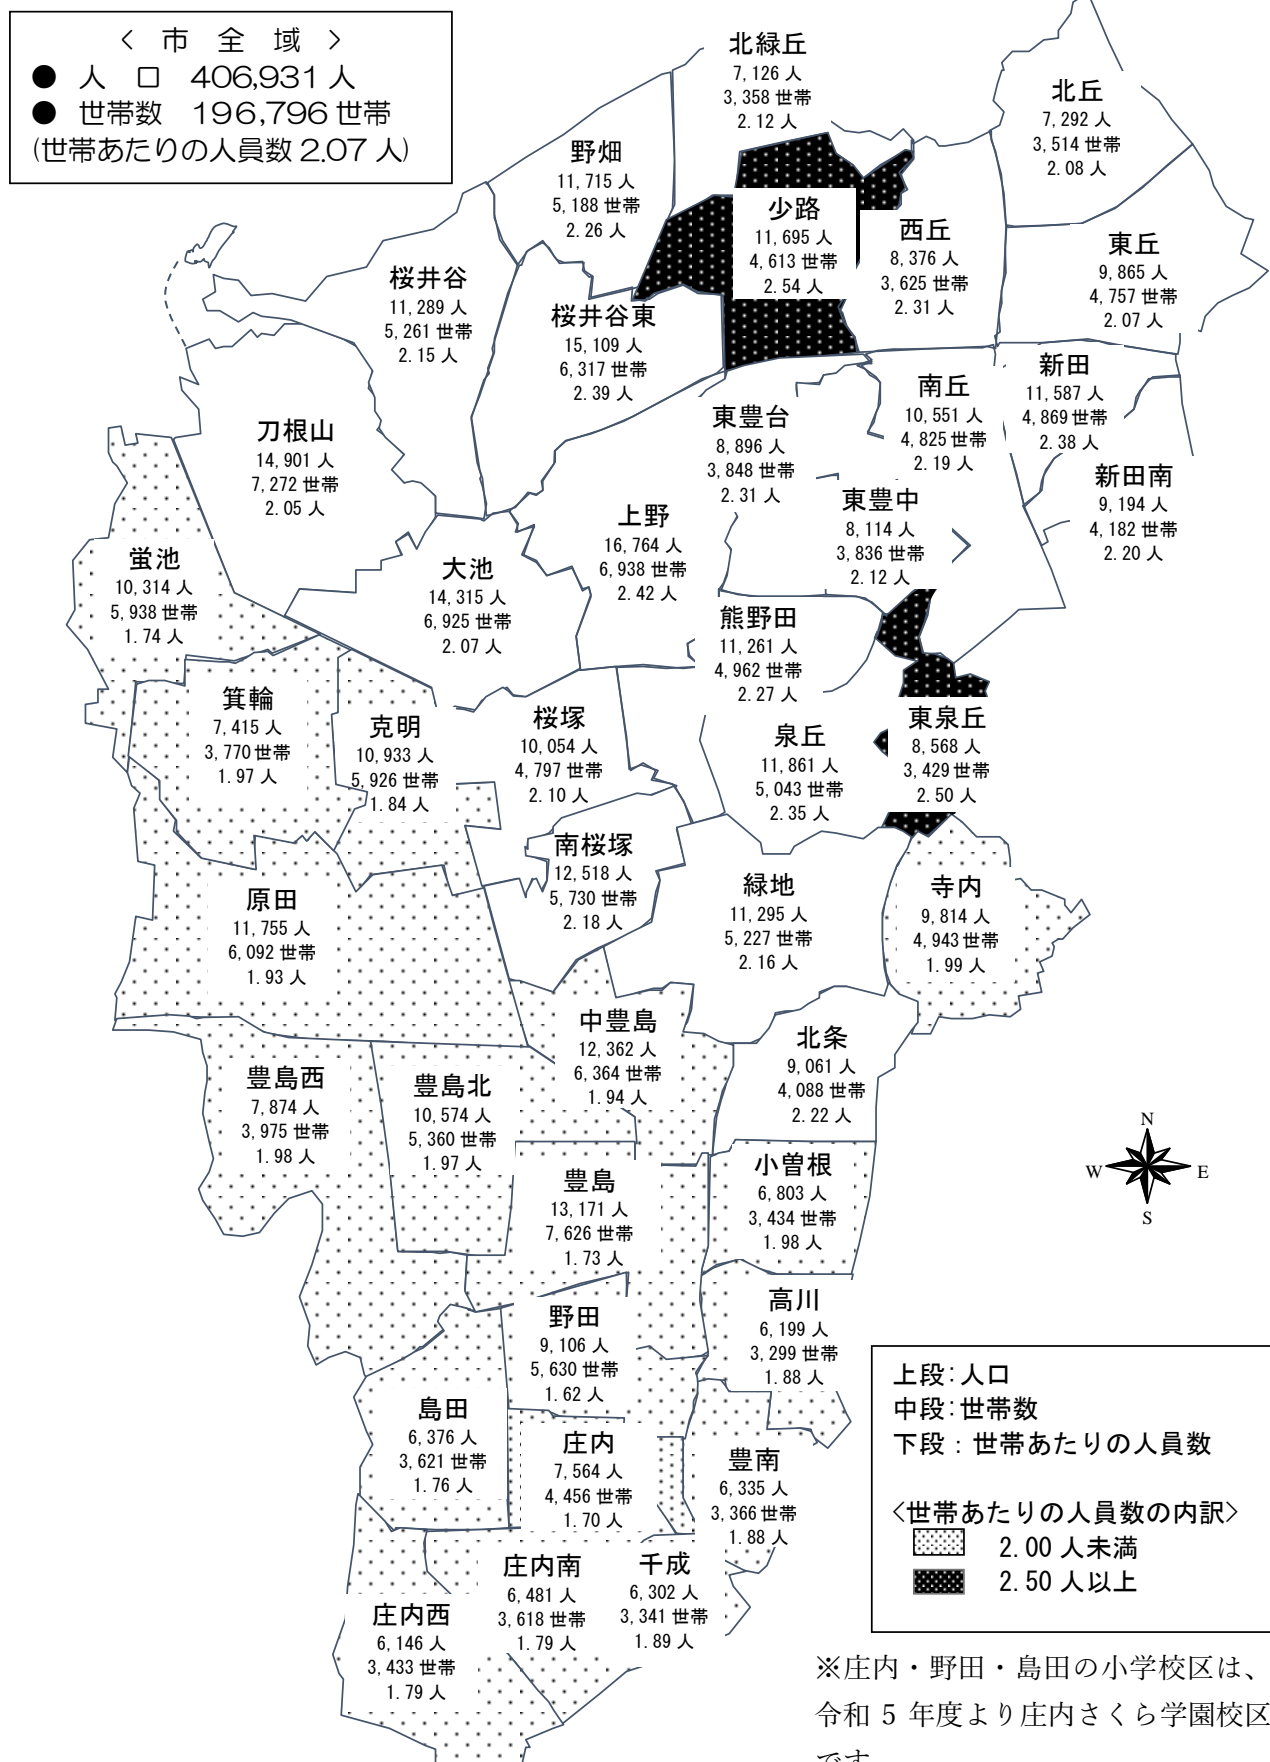 < 市 全 域 >
● 人 口 406,931 人
● 世帯数 196,796 世帯
(世帯あたりの人員数 2.07 人)
北緑丘
7,126 人
3,358 世帯
2.12 人
北丘
7,292 人
3,514 世帯
2.08 人
野畑
11,715 人
5,188 世帯
2.26 人
少路
11,695 人
4,613 世帯
2.54 人
西丘
8,376 人
3,625 世帯
2.31 人
東丘
9,865 人
4,757 世帯
2.07 人
桜井谷
11,289 人
5,261 世帯
2.15 人
桜井谷東
15,109 人
6,317 世帯
2.39 人
新田
11,587 人
4,869 世帯
2.38 人
南丘
10,551 人
4,825 世帯
2.19 人
東豊台
8,896 人
3,848 世帯
2.31 人
刀根山
14,901 人
7,272 世帯
2.05 人
新田南
9,194 人
4,182 世帯
2.20 人
東豊中
8,114 人
3,836 世帯
2.12 人
上野
16,764 人
6,938 世帯
2.42 人
蛍池
10,314 人
5,938 世帯
1.74 人
大池
14,315 人
6,925 世帯
2.07 人
熊野田
11,261 人
4,962 世帯
2.27 人
箕輪
7,415 人
3,770 世帯
1.97 人
克明
10,933 人
5,926 世帯
1.84 人
桜塚
10,054 人
4,797 世帯
2.10 人
泉丘
11,861 人
5,043 世帯
2.35 人
東泉丘
8,568 人
3,429 世帯
2.50 人
南桜塚
12,518 人
5,730 世帯
2.18 人
原田
11,755 人
6,092 世帯
1.93 人
緑地
11,295 人
5,227 世帯
2.16 人
寺内
9,814 人
4,943 世帯
1.99 人
中豊島
12,362 人
6,364 世帯
1.94 人
北条
9,061 人
4,088 世帯
2.22 人
豊島西
7,874 人
3,975 世帯
1.98 人
豊島北
10,574 人
5,360 世帯
1.97 人
豊島
13,171 人
7,626 世帯
1.73 人
小曽根
6,803 人
3,434 世帯
1.98 人
N
W E
S
高川
6,199 人
3,299 世帯
1.88 人
野田
9,106 人
5,630 世帯
1.62 人
島田
6,376 人
3,621 世帯
1.76 人
庄内
7,564 人
4,456 世帯
1.70 人
豊南
6,335 人
3,366 世帯
1.88 人
庄内南
6,481 人
3,618 世帯
1.79 人
千成
6,302 人
3,341 世帯
1.89 人
庄内西
6,146 人
3,433 世帯
1.79 人
上段:人口
中段:世帯数
下段:世帯あたりの人員数
<世帯あたりの人員数の内訳>
2.00 人未満
2.50 人以上
※庄内・野田・島田の小学校区は、
令和 5 年度より庄内さくら学園校区
です